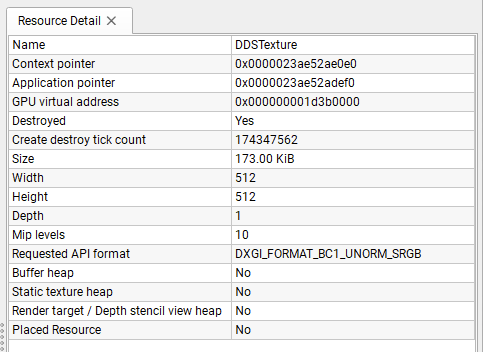 Resource Detail
Name DDSTexture
Context pointer 0x0000023ae52ae0e0
Application pointer 0x0000023ae52adef0
GPU virtual address 0x000000001d3b0000
Destroyed Yes
Create destroy tick count 174347562
Size 173.00 KiB
Width 512
Height 512
Depth 1
Mip levels 10
Requested API format DXGI_FORMAT_BC1_UNORM_SRGB
Buffer heap No
Static texture heap No
Render target / Depth stencil view heap No
Placed Resource No